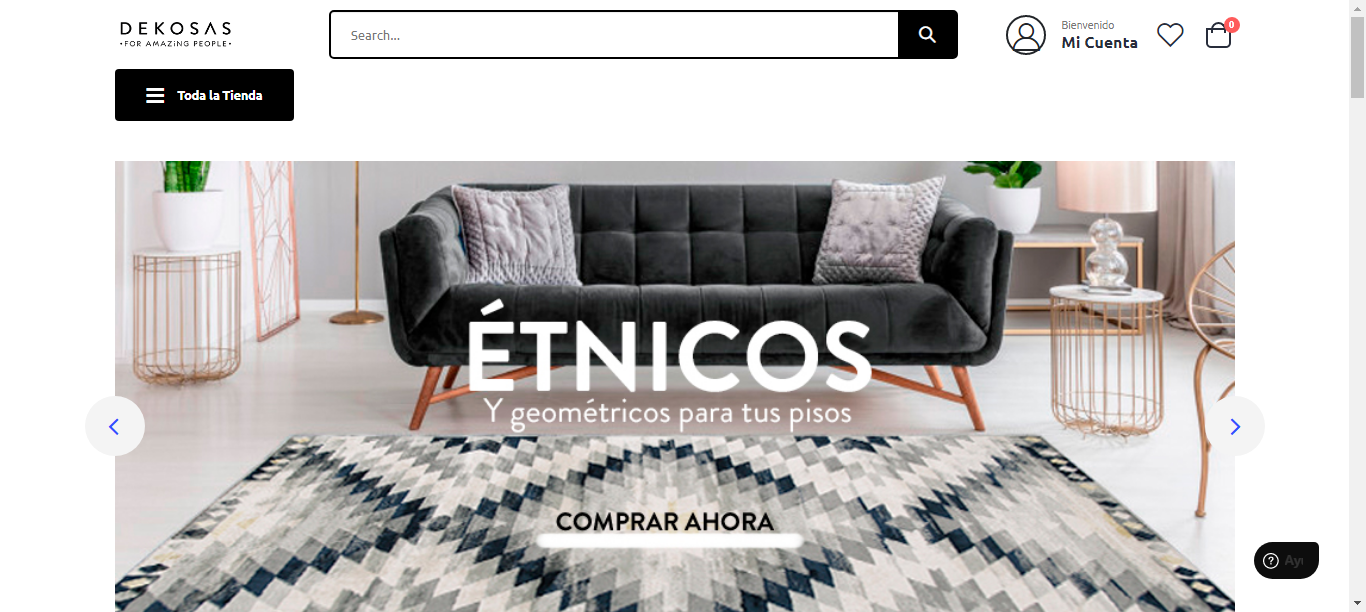 DEKOSAS
•FOR AMAZING PEOPLE•
Search...
Bienvenido
Mi Cuenta
0
Toda la Tienda
ÉTNICOS
Y geométricos para tus pisos
COMPRAR AHORA